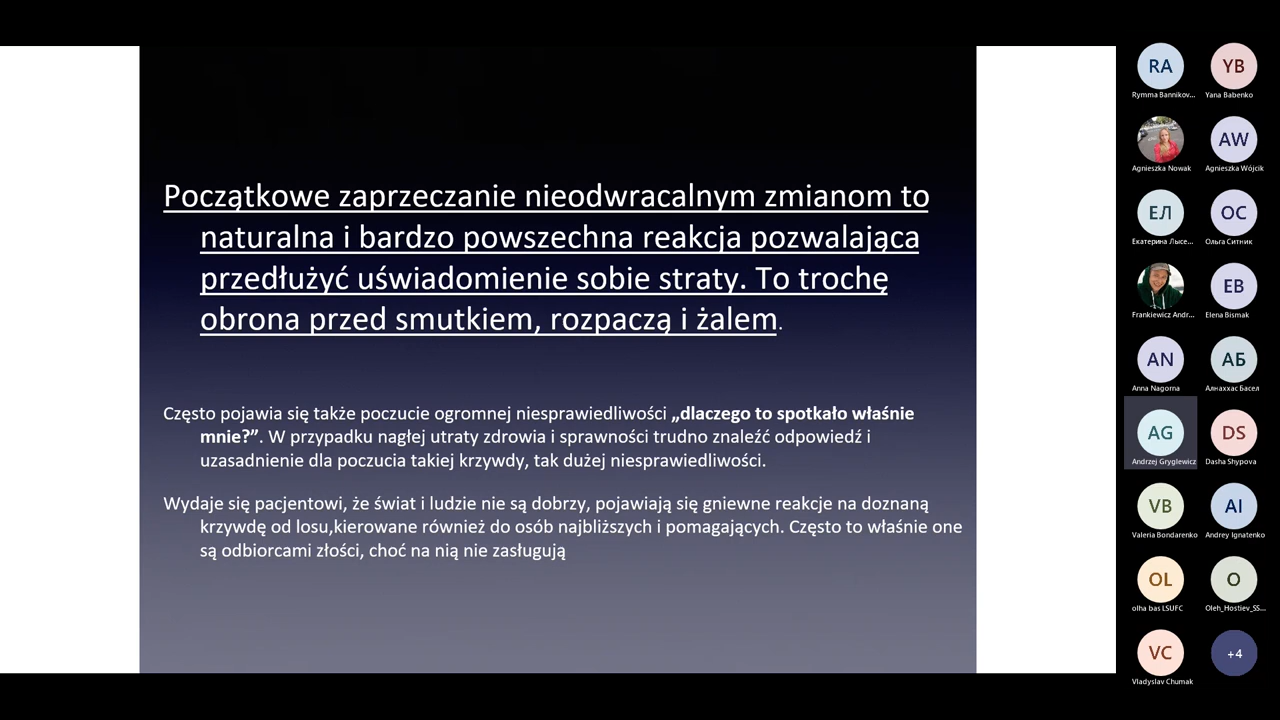 Początkowe zaprzeczanie nieodwracalnym zmianom to
naturalna i bardzo powszechna reakcja pozwalająca
przedłużyć uświadomienie sobie straty. To trochę
obrona przed smutkiem, rozpaczą i żalem.
Często pojawia się także poczucie ogromnej niesprawiedliwości „dlaczego to spotkało właśnie
mnie?”. W przypadku nagłej utraty zdrowia i sprawności trudno znaleźć odpowiedź i
uzasadnienie dla poczucia takiej krzywdy, tak dużej niesprawiedliwości.
Wydaje się pacjentowi, że świat i ludzie nie są dobrzy, pojawiają się gniewne reakcje na doznaną
krzywdę od losu,kierowane również do osób najbliższych i pomagających. Często to właśnie one
są odbiorcami złości, choć na nią nie zasługują
RA YB
Rymma Bannikov... Yana Babenko
AW
Agnieszka Nowak Agnieszka Wójcik
ЕЛ ОС
Екатерина Лысе... Ольга Ситник
EB
Frankiewicz Andr... Elena Bismak
AN АБ
Anna Nagorna Алнаххас Басел
AG DS
Andrzej Gryglewicz Dasha Shypova
VB AI
Valeria Bondarenko Andrey Ignatenko
OL O
olha bas LSUFC Oleh_Hostiev_SS...
VC +4
Vladyslav Chumak